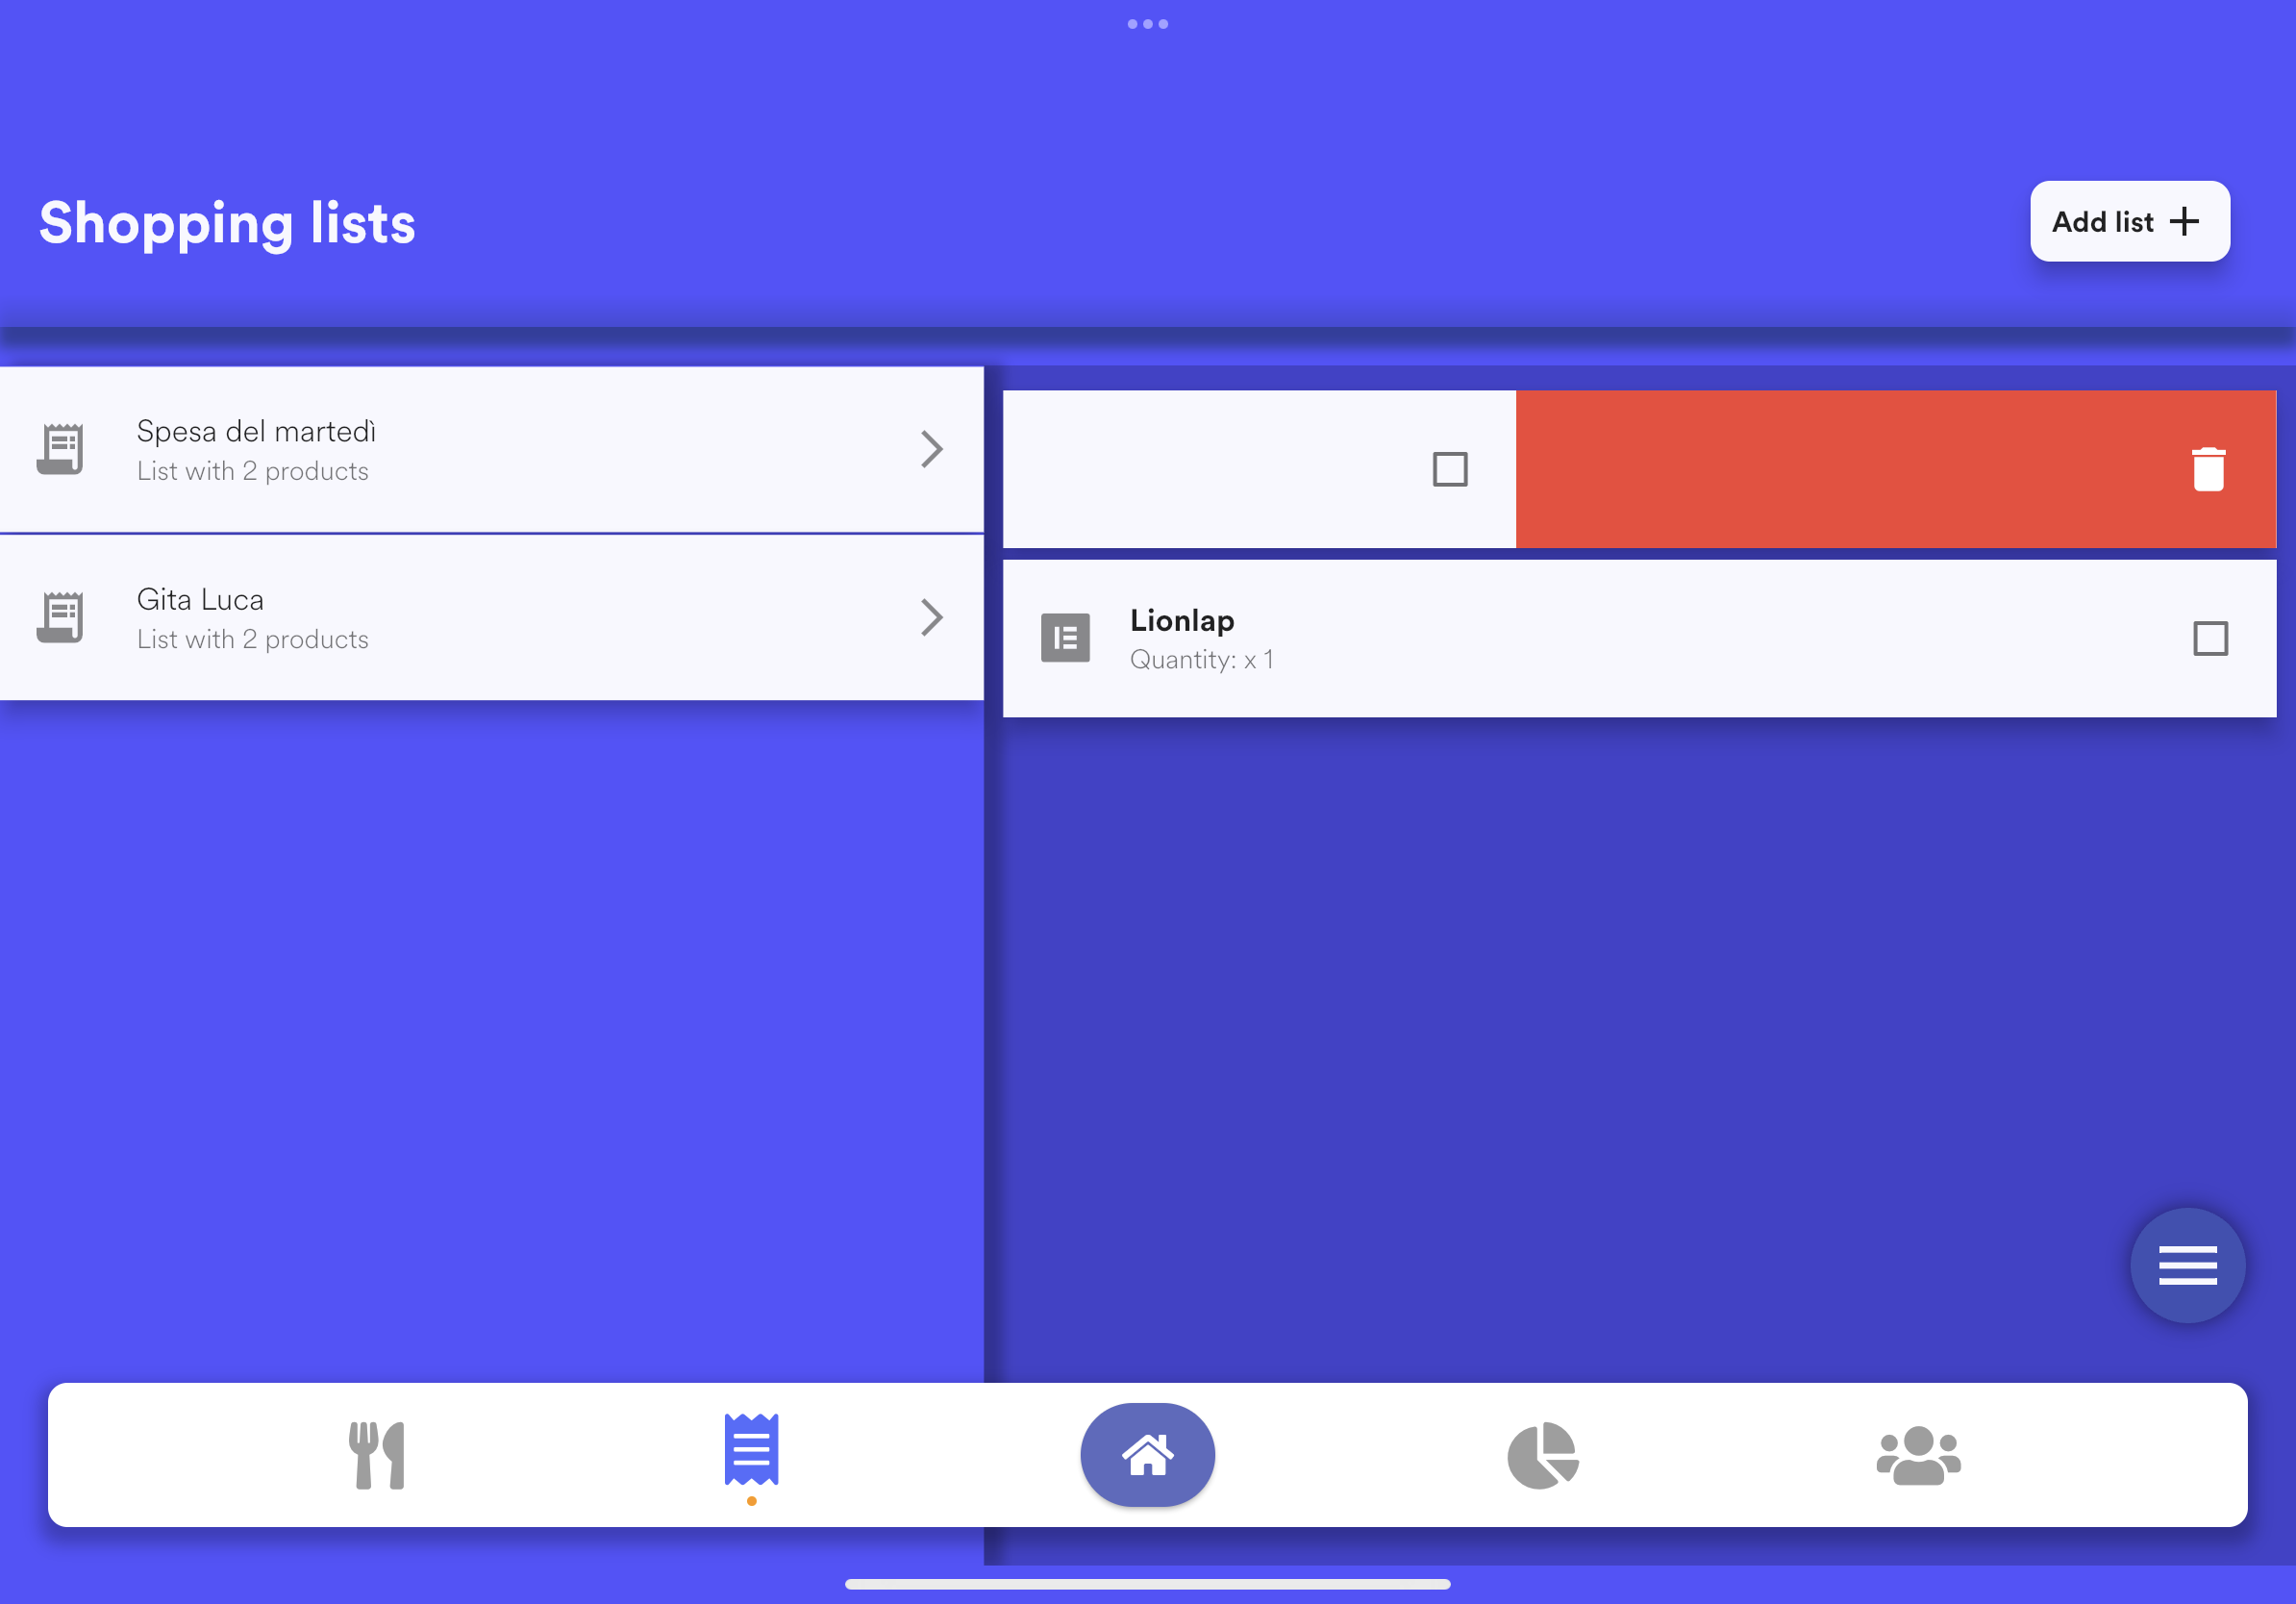 Shopping lists
Add list
Spesa del martedì
List with 2 products
Gita Luca
List with 2 products
Lionlap
Quantity: x 1